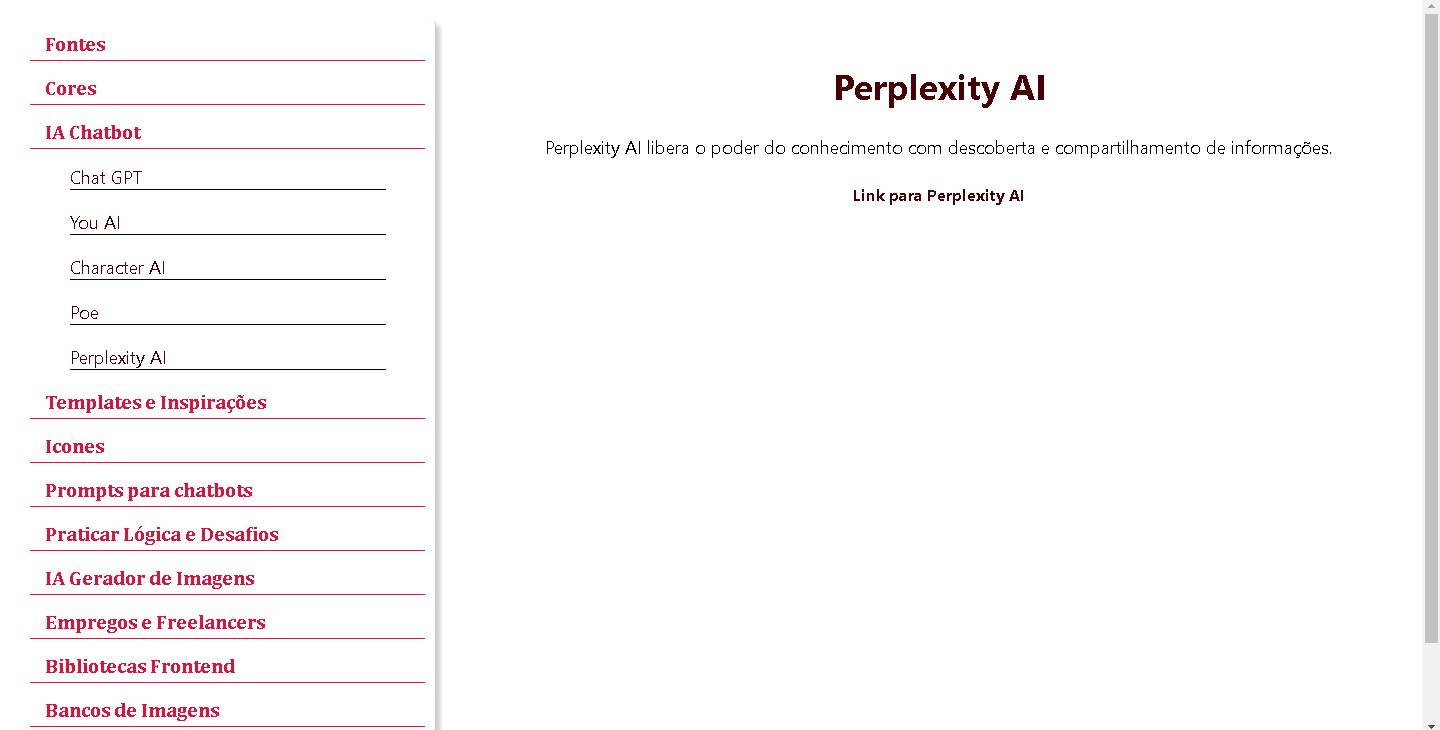 Fontes
Cores
IA Chatbot
Chat GPT
You AI
Character AI
Poe
Perplexity AI
Templates e Inspirações
Icones
Prompts para chatbots
Praticar Lógica e Desafios
IA Gerador de Imagens
Empregos e Freelancers
Bibliotecas Frontend
Bancos de Imagens
Perplexity AI
Perplexity AI libera o poder do conhecimento com descoberta e compartilhamento de informações.
Link para Perplexity AI